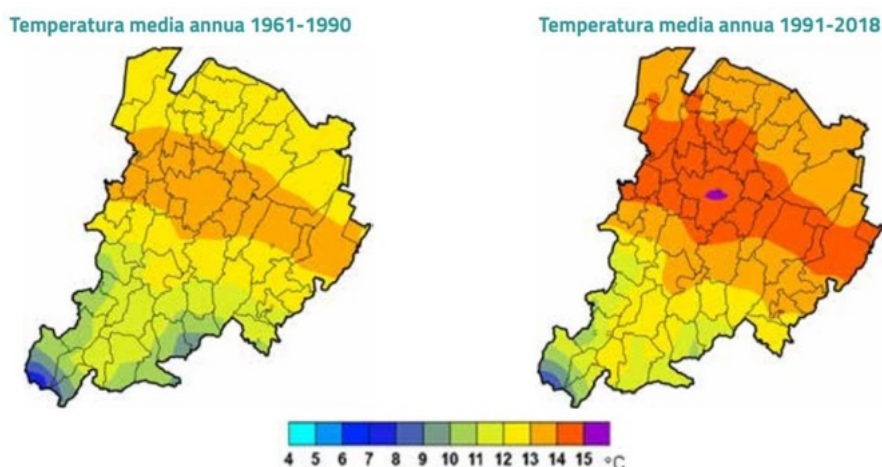 Temperatura media annua 1961-1990
Temperatura media annua 1991-2018
4 5 6 7 8 9 10 11 12 13 14 15 °C